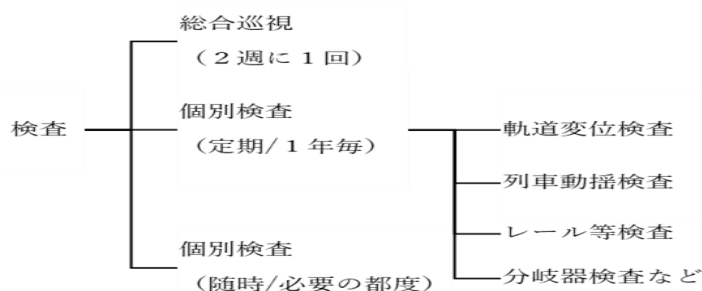 総合巡視
（２週に１回）
検査
個別検査
（定期/１年毎）
軌道変位検査
列車動揺検査
レール等検査
分岐器検査など
個別検査
（随時/必要の都度）